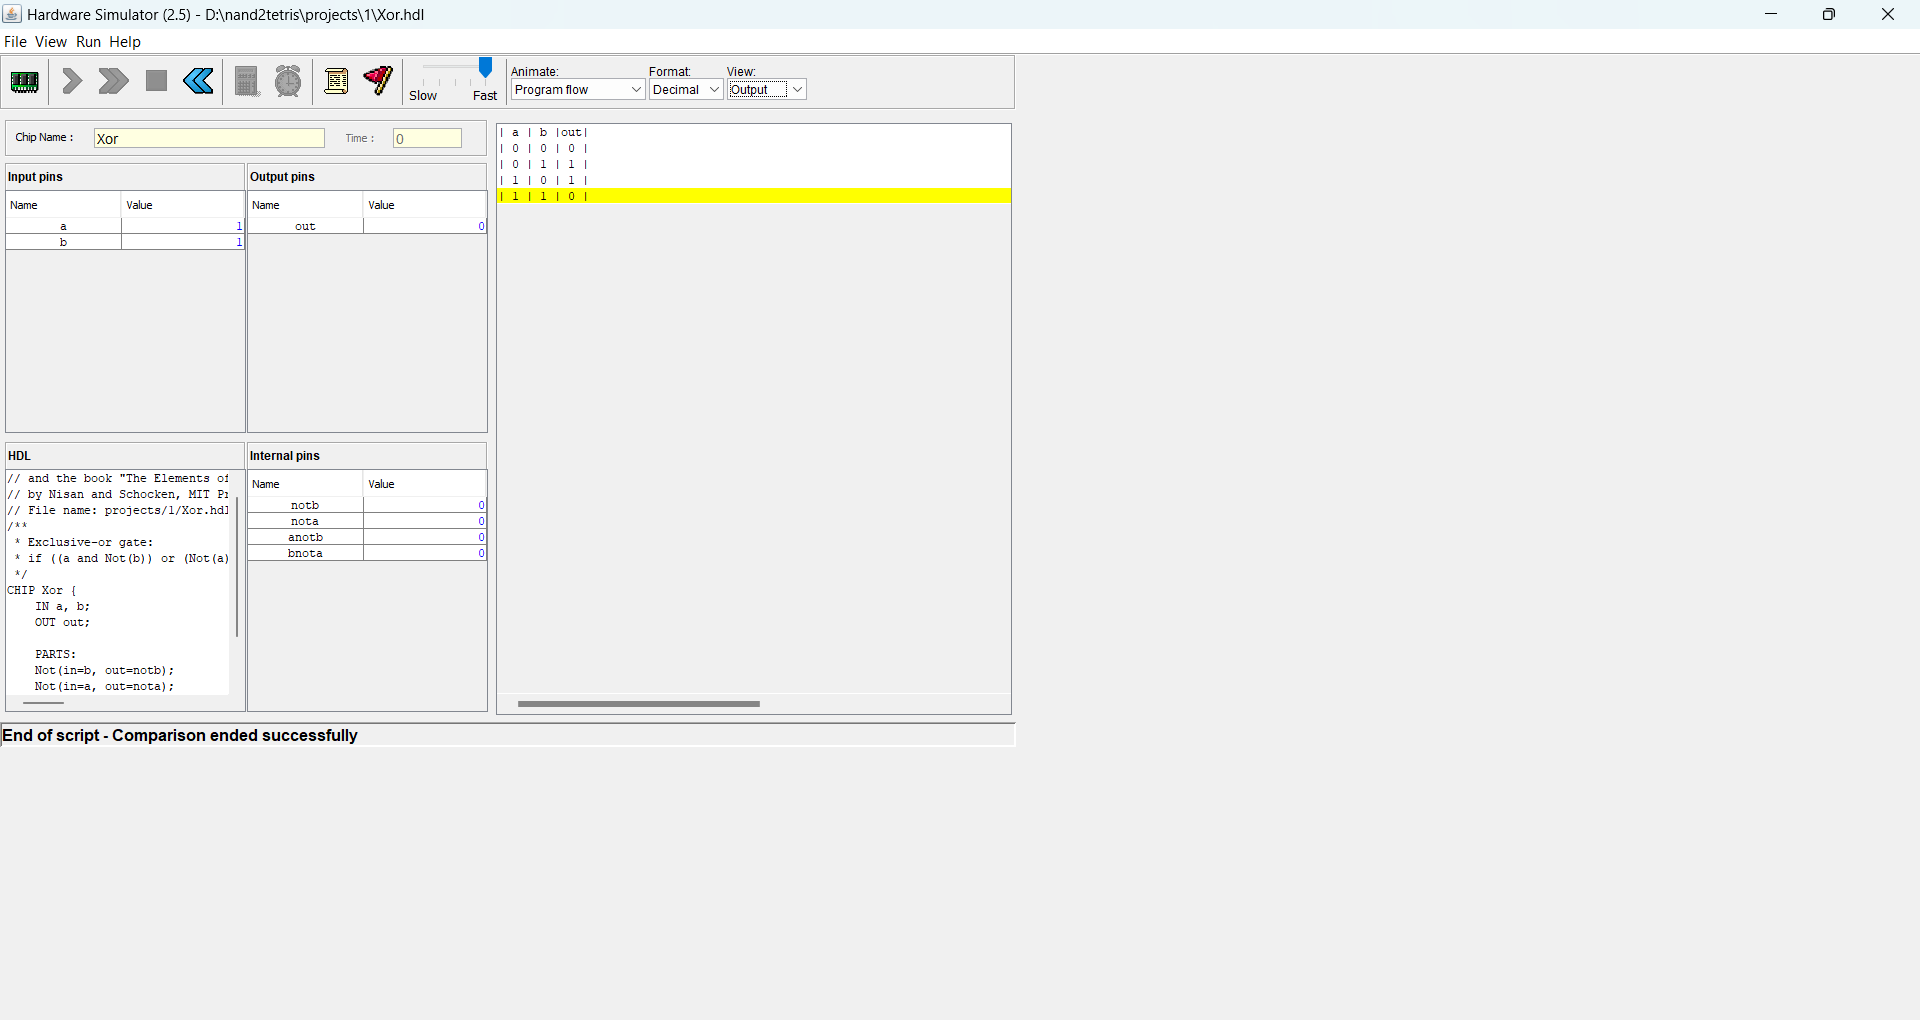 Hardware Simulator (2.5) - D:\nand2tetris\projects\1\Xor.hdl
File View Run Help
Slow Fast
Animate: Format: View:
Program flow Decimal Output
Chip Name : Xor Time : 0
Input pins
Name Value
a 1
b 1
Output pins
Name Value
out 0
HDL
// and the book "The Elements of
// by Nisan and Schocken, MIT Pr
// File name: projects/1/Xor.hdl
/**
* Exclusive-or gate:
* if ((a and Not(b)) or (Not(a)
*/
CHIP Xor {
IN a, b;
OUT out;
PARTS:
Not(in=b, out=notb);
Not(in=a, out=nota);
Internal pins
Name Value
notb 0
nota 0
anotb 0
bnota 0
| a | b |out|
| 0 | 0 | 0 |
| 0 | 1 | 1 |
| 1 | 0 | 1 |
| 1 | 1 | 0 |
End of script - Comparison ended successfully